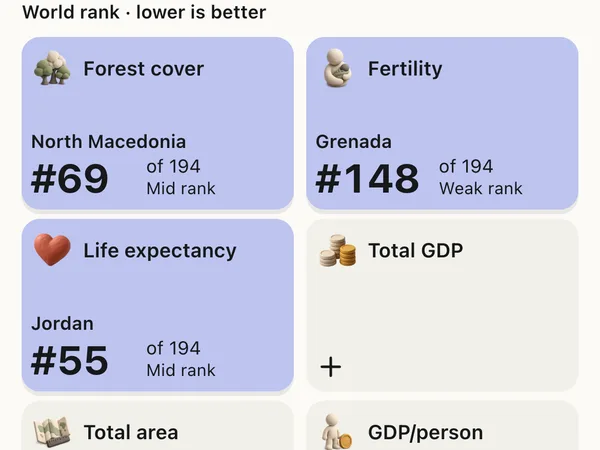 World rank · lower is better
Forest cover
North Macedonia
#69
of 194
Mid rank
Fertility
Grenada
#148
of 194
Weak rank
Life expectancy
Jordan
#55
of 194
Mid rank
Total GDP
+
Total area
GDP/person